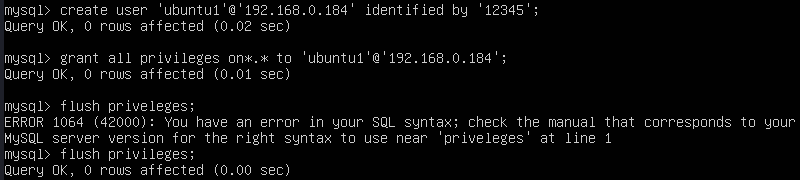 mysql> create user 'ubuntu1'@'192.168.0.184' identified by '12345';
Query OK, 0 rows affected (0.02 sec)
mysql> grant all privileges on*.* to 'ubuntu1'@'192.168.0.184';
Query OK, 0 rows affected (0.01 sec)
mysql> flush priveleges;
ERROR 1064 (42000): You have an error in your SQL syntax; check the manual that corresponds to your
MySQL server version for the right syntax to use near 'priveleges' at line 1
mysql> flush privileges;
Query OK, 0 rows affected (0.00 sec)